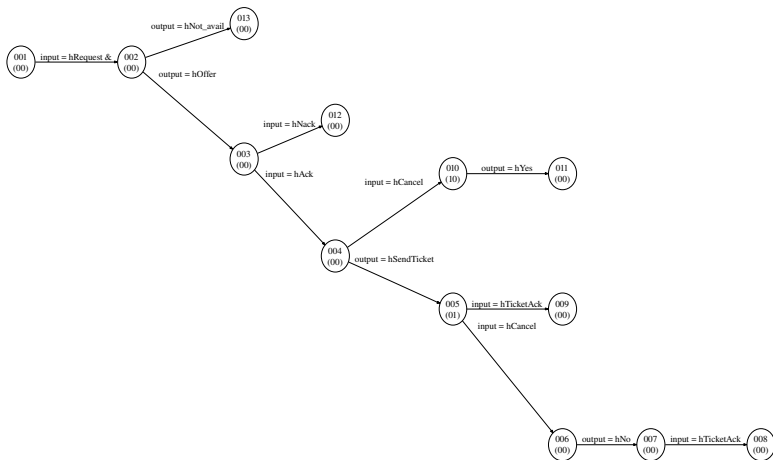 output = hNot_avail
013
(00)
001
(00)
input = hRequest &
002
(00)
output = hOffer
012
(00)
input = hNack
003
(00)
input = hAck
010
(10)
output = hYes
011
(00)
input = hCancel
004
(00)
output = hSendTicket
005
(01)
input = hTicketAck
009
(00)
input = hCancel
006
(00)
output = hNo
007
(00)
input = hTicketAck
008
(00)